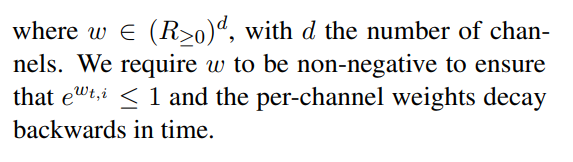 where w ∈ (R≥0)^d, with d the number of chan-
nels. We require w to be non-negative to ensure
that e^{w_{t,i}} ≤ 1 and the per-channel weights decay
backwards in time.